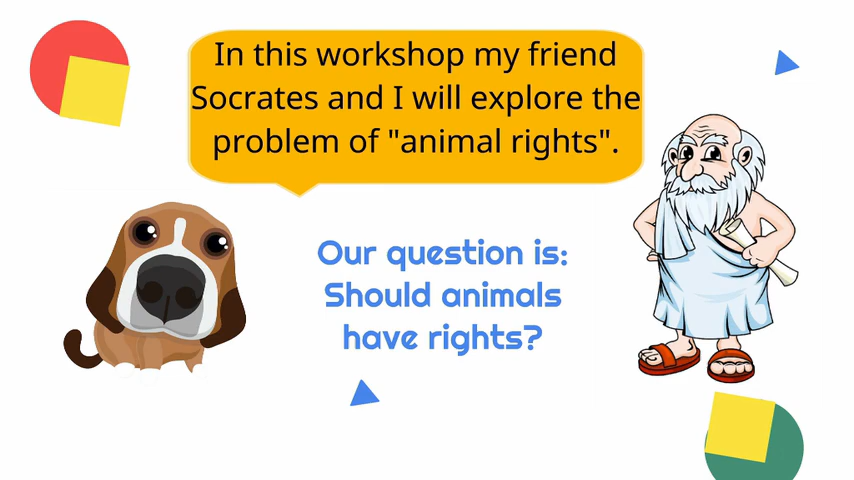 In this workshop my friend
Socrates and I will explore the
problem of "animal rights".
Our question is:
Should animals
have rights?